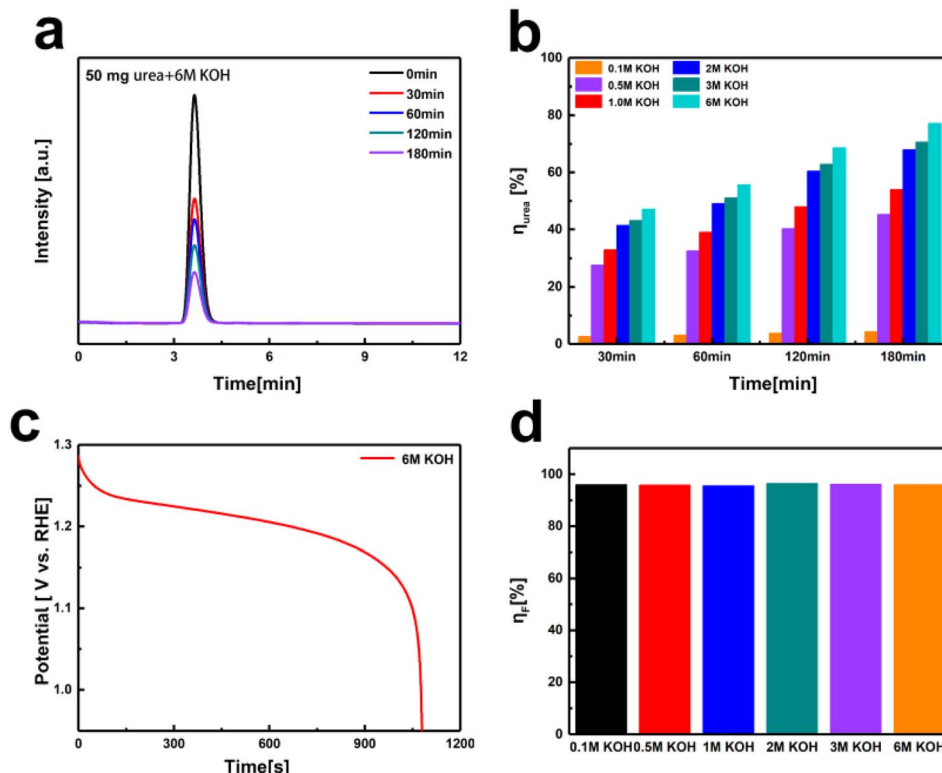 a
50 mg urea+6M KOH
0min
30min
60min
120min
180min
Intensity [a.u.]
0 3 6 9 12
Time[min]
b
0.1M KOH 2M KOH
0.5M KOH 3M KOH
1.0M KOH 6M KOH
ηurea [%]
100
80
60
40
20
0
30min 60min 120min 180min
Time[min]
c
6M KOH
Potential [ V vs. RHE]
1.3
1.2
1.1
1.0
0 300 600 900 1200
Time[s]
d
ηF[%]
100
80
60
40
20
0
0.1M KOH 0.5M KOH 1M KOH 2M KOH 3M KOH 6M KOH